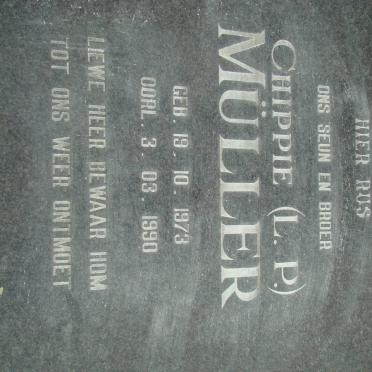 HIER RUS
ONS SEUN EN BROER
CHIPPIE (L. P.)
MÜLLER
GEB. 19. 10. 1973
OORL. 3. 03. 1990
LIEWE HEER BEWAAR HOM
TOT ONS WEER ONTMOET